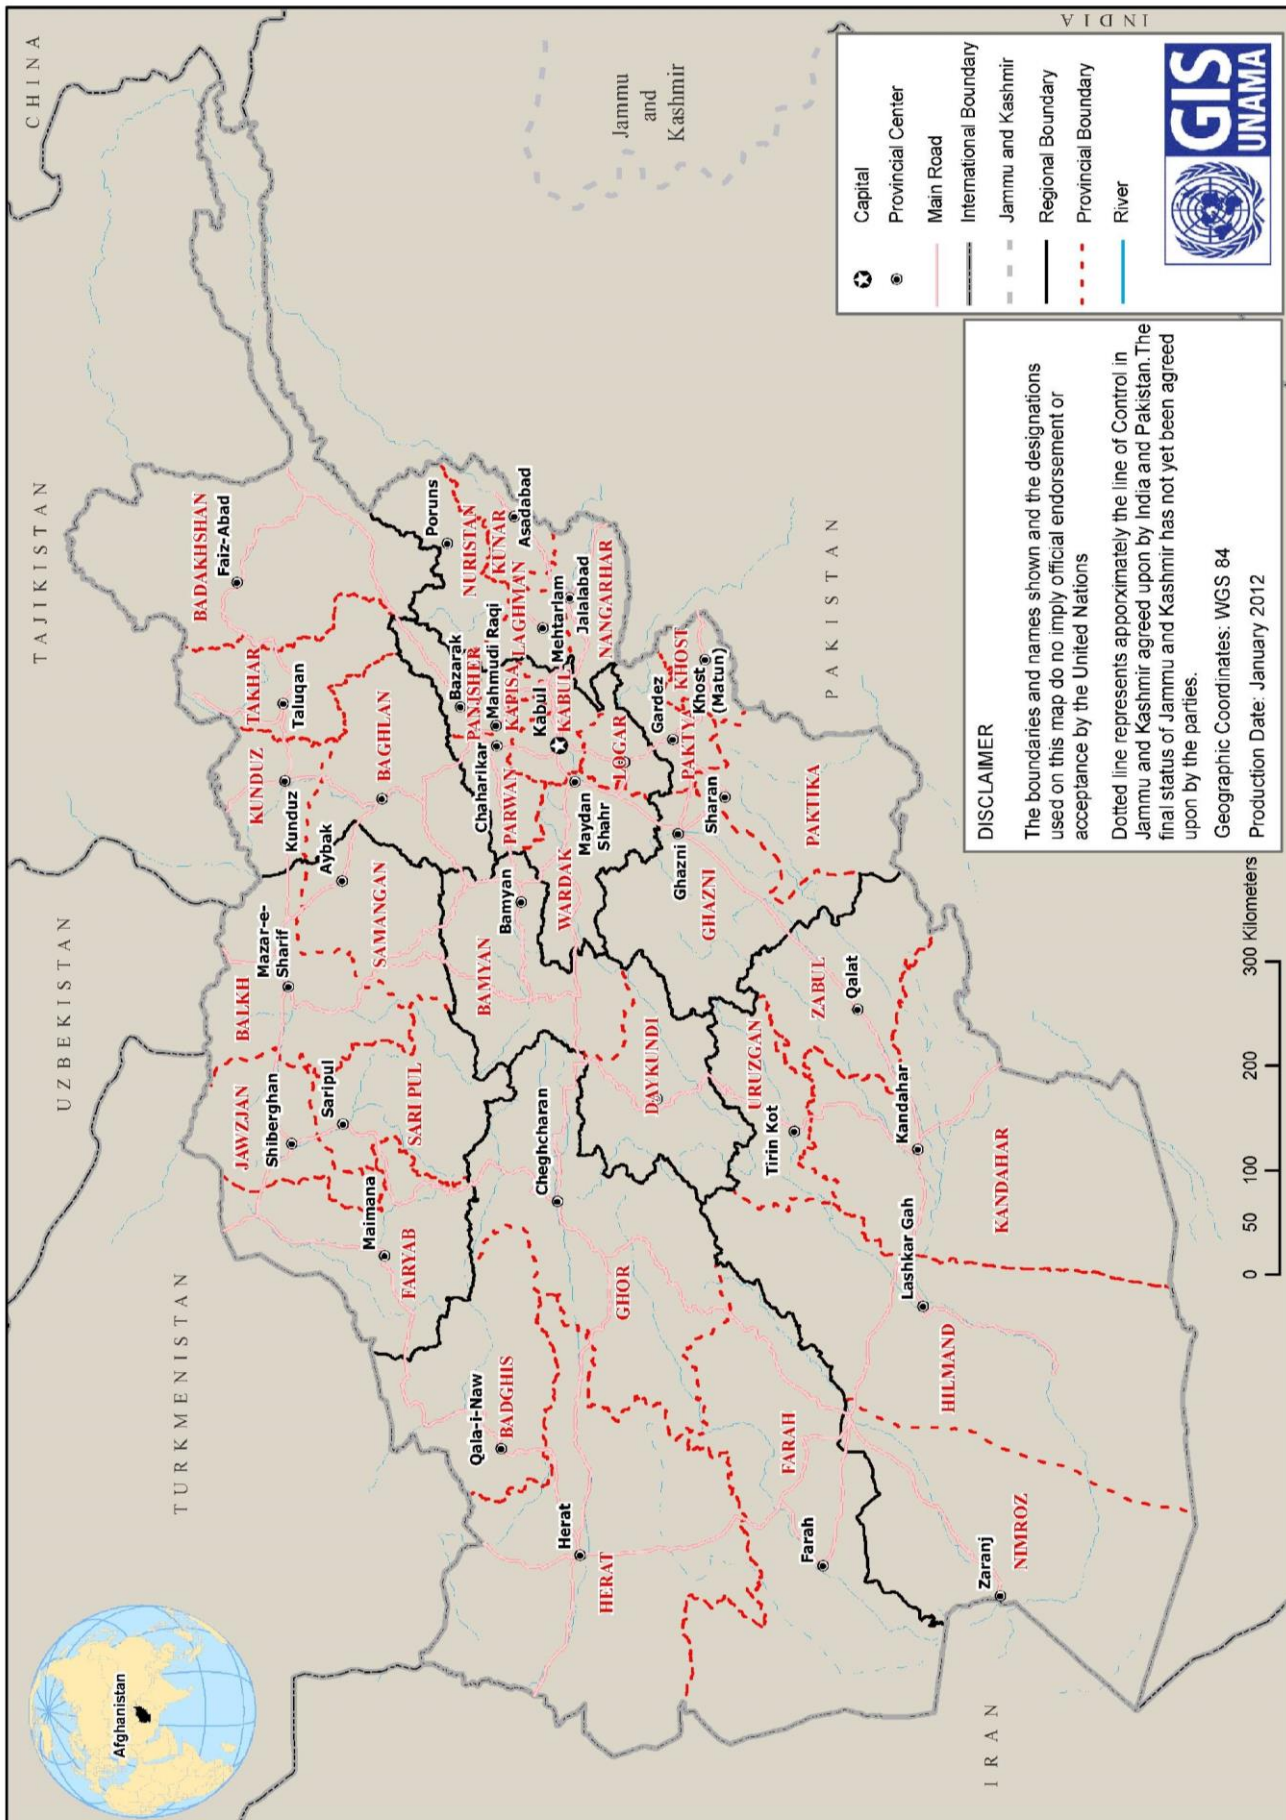 Afghanistan
CHINA
TAJIKISTAN
UZBEKISTAN
TURKMENISTAN
IRAN
PAKISTAN
INDIA
Jammu
and
Kashmir
BADAKHSHAN
Faiz-Abad
TAKHAR
Taluqan
KUNDUZ
Kunduz
BAGHLAN
Aybak
SAMANGAN
Mazar-e-
Sharif
BALKH
JAWZJAN
Shiberghan
Saripul
SARI PUL
Maimana
FARYAB
Qala-i-Naw
BADGHIS
Herat
HERAT
Cheghcharan
GHOR
BAMYAN
Bamyan
DAYKUNDI
WARDAK
Maydan
Shahr
PARWAN
Chaharikar
PANJSHER
Bazarak
KAPISA
Mahmudi Raqi
Kabul
KABUL
LOGAR
LAGHMAN
Mehtarlam
NURISTAN
Poruns
KUNAR
Asadabad
Jalalabad
NANGARHAR
Gardez
PAKTYA
KHOST
Khost
(Matun)
Sharan
PAKTIKA
Ghazni
GHAZNI
ZABUL
Qalat
URUZGAN
Tirin Kot
Kandahar
KANDAHAR
Lashkar Gah
HILMAND
FARAH
Farah
Zaranj
NIMROZ
0 50 100 200 300 Kilometers
DISCLAIMER
The boundaries and names shown and the designations
used on this map do no imply official endorsement or
acceptance by the United Nations
Dotted line represents apporximately the line of Control in
Jammu and Kashmir agreed upon by India and Pakistan.The
final status of Jammu and Kashmir has not yet been agreed
upon by the parties.
Geographic Coordinates: WGS 84
Production Date: January 2012
Capital
Provincial Center
Main Road
International Boundary
Jammu and Kashmir
Regional Boundary
Provincial Boundary
River
GIS
UNAMA